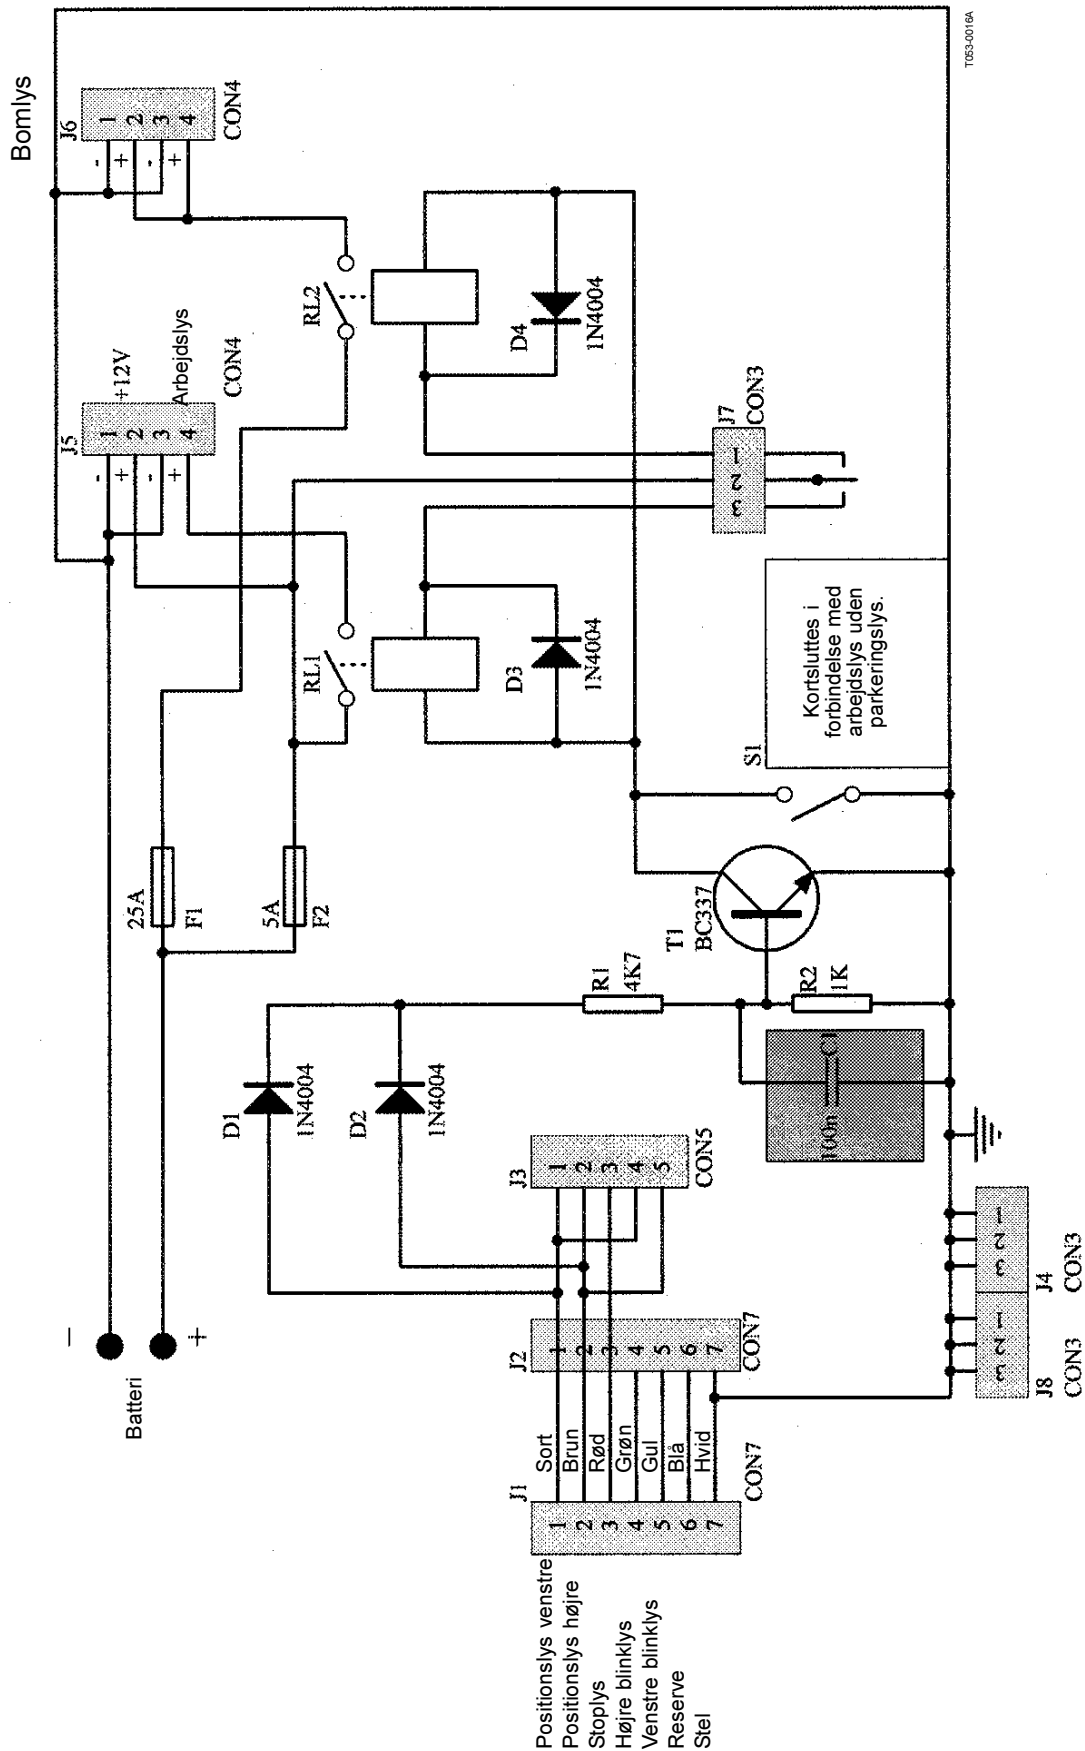 Bomlys
J6
1
2
3
4
-
+
-
+
CON4
J5
1
2
3
4
-
+
-
+
+12V
Arbejdslys
CON4
RL2
D4
1N4004
RL1
D3
1N4004
J7
CON3
1
2
3
Kortsluttes i
forbindelse med
arbejdslys uden
parkeringslys.
S1
25A
F1
5A
F2
T1
BC337
R1
4K7
R2
1K
100n
C1
D1
1N4004
D2
1N4004
J3
1
2
3
4
5
CON5
-
+
Batteri
J2
1
2
3
4
5
6
7
CON7
Sort
Brun
Rød
Grøn
Gul
Blå
Hvid
J1
1
2
3
4
5
6
7
CON7
Positionslys venstre
Positionslys højre
Stoplys
Højre blinklys
Venstre blinklys
Reserve
Stel
1
2
3
J4
CON3
1
2
3
J8
CON3
T053-0016A